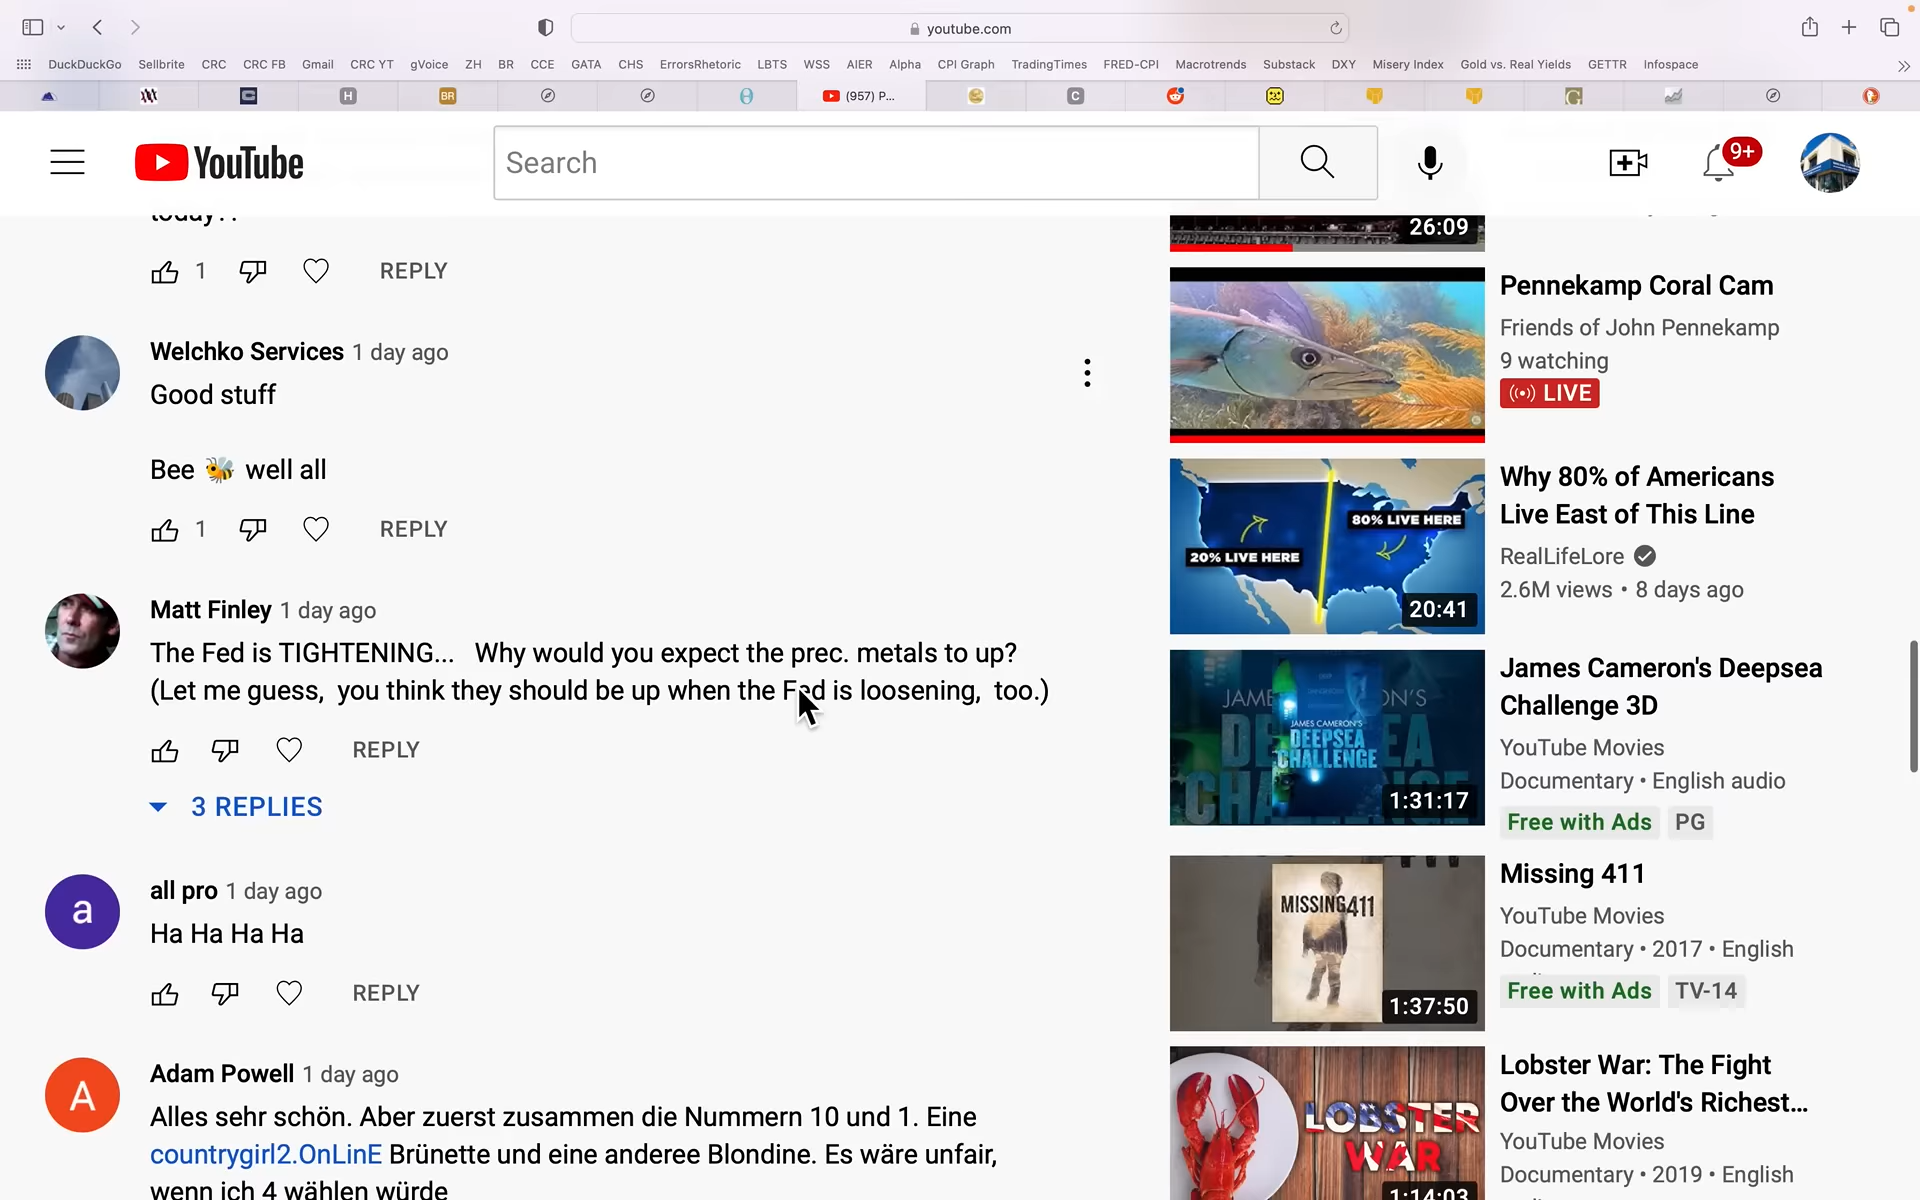 youtube.com
DuckDuckGo Sellbrite CRC CRC FB Gmail CRC YT gVoice ZH BR CCE GATA CHS ErrorsRhetoric LBTS WSS AIER Alpha CPI Graph TradingTimes FRED-CPI Macrotrends Substack DXY Misery Index Gold vs. Real Yields GETTR Infospace
H BR (957) P... C
YouTube
Search
9+
today??
1 REPLY
Welchko Services 1 day ago
Good stuff
Bee 🐝 well all
1 REPLY
Matt Finley 1 day ago
The Fed is TIGHTENING... Why would you expect the prec. metals to up?
(Let me guess, you think they should be up when the Fed is loosening, too.)
REPLY
3 REPLIES
a
all pro 1 day ago
Ha Ha Ha Ha
REPLY
A
Adam Powell 1 day ago
Alles sehr schön. Aber zuerst zusammen die Nummern 10 und 1. Eine
countrygirl2.OnLinE Brünette und eine anderee Blondine. Es wäre unfair,
wenn ich 4 wählen würde
26:09
Pennekamp Coral Cam
Friends of John Pennekamp
9 watching
LIVE
80% LIVE HERE
20% LIVE HERE
20:41
Why 80% of Americans
Live East of This Line
RealLifeLore
2.6M views • 8 days ago
JAMES CAMERON'S
DEEPSEA
CHALLENGE
1:31:17
James Cameron's Deepsea
Challenge 3D
YouTube Movies
Documentary • English audio
Free with Ads PG
MISSING411
1:37:50
Missing 411
YouTube Movies
Documentary • 2017 • English
Free with Ads TV-14
LOBSTER
WAR
1:14:03
Lobster War: The Fight
Over the World's Richest...
YouTube Movies
Documentary • 2019 • English